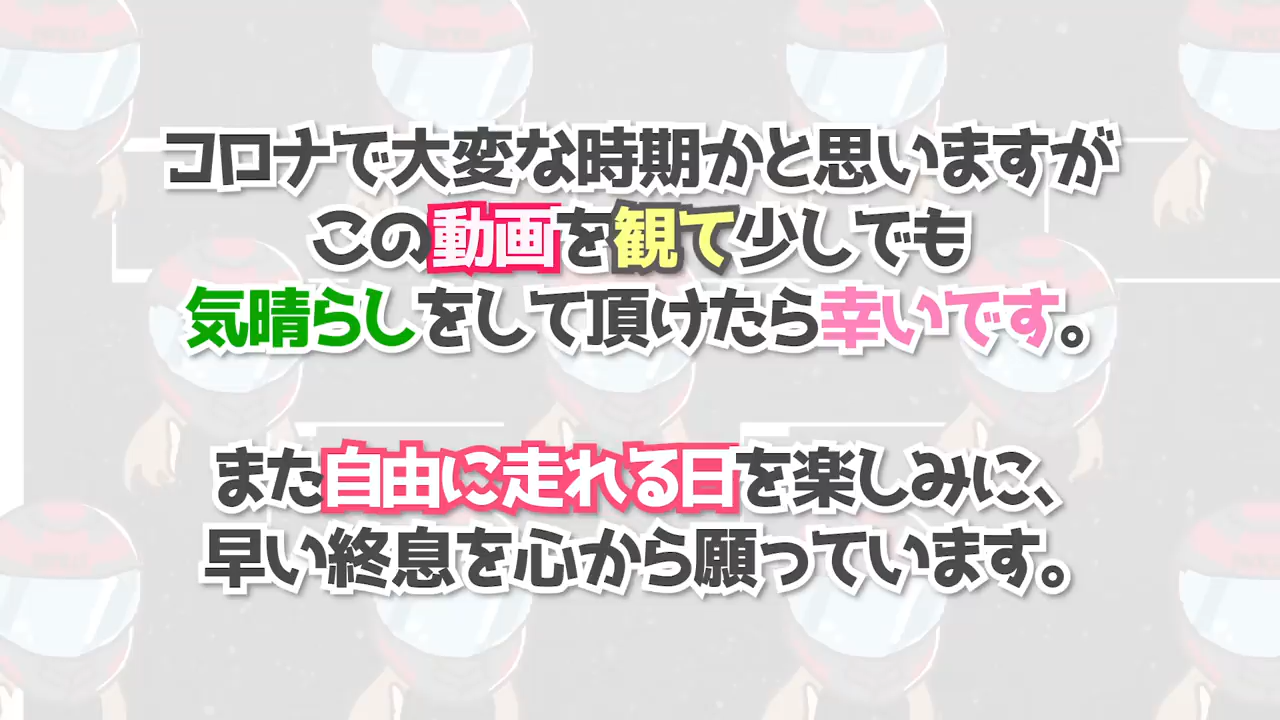 コロナで大変な時期かと思いますが
この動画を観て少しでも
気晴らしをして頂けたら幸いです。
また自由に走れる日を楽しみに、
早い終息を心から願っています。